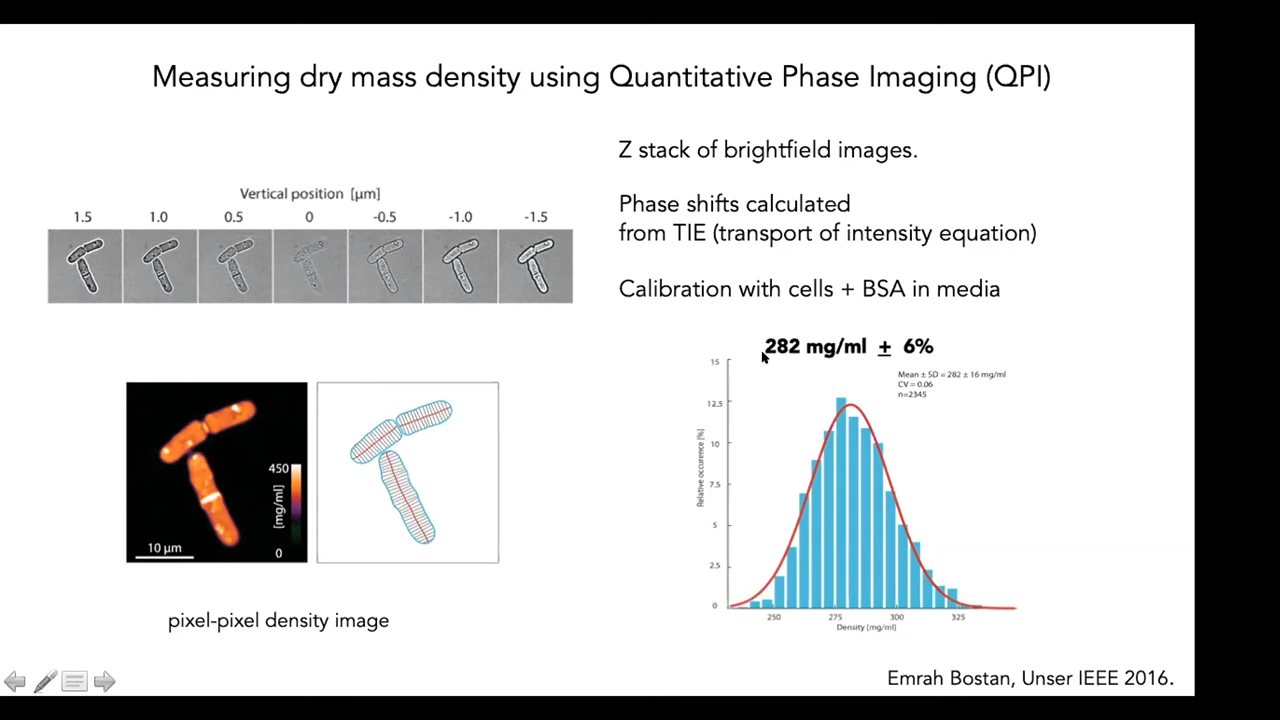 Measuring dry mass density using Quantitative Phase Imaging (QPI)
Z stack of brightfield images.
Phase shifts calculated
from TIE (transport of intensity equation)
Calibration with cells + BSA in media
Vertical position [µm]
1.5 1.0 0.5 0 -0.5 -1.0 -1.5
450
[mg/ml]
0
10 µm
pixel-pixel density image
282 mg/ml ± 6%
Mean ± SD = 282 ± 16 mg/ml
CV = 0.06
n=2345
15
12.5
10
7.5
5
2.5
0
Relative occurence [%]
250 275 300 325
Density [mg/ml]
Emrah Bostan, Unser IEEE 2016.